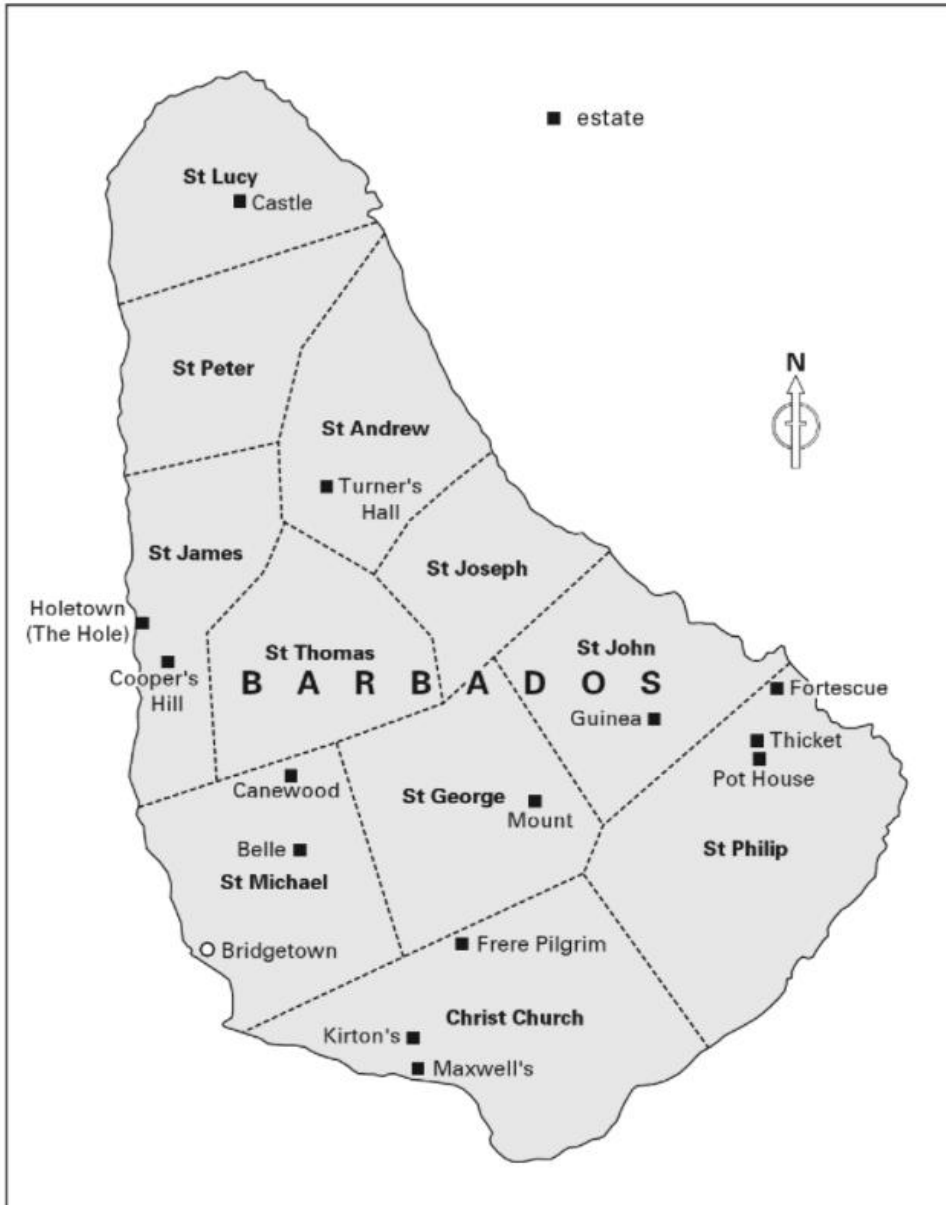 estate
St Lucy
Castle
N
St Peter
St Andrew
Turner's
Hall
St James
St Joseph
Holetown
(The Hole)
St Thomas
St John
Cooper's
Hill
BARBADOS
Fortescue
Guinea
Thicket
Pot House
Canewood
St George
Mount
Belle
St Philip
St Michael
Bridgetown
Frere Pilgrim
Christ Church
Kirton's
Maxwell's